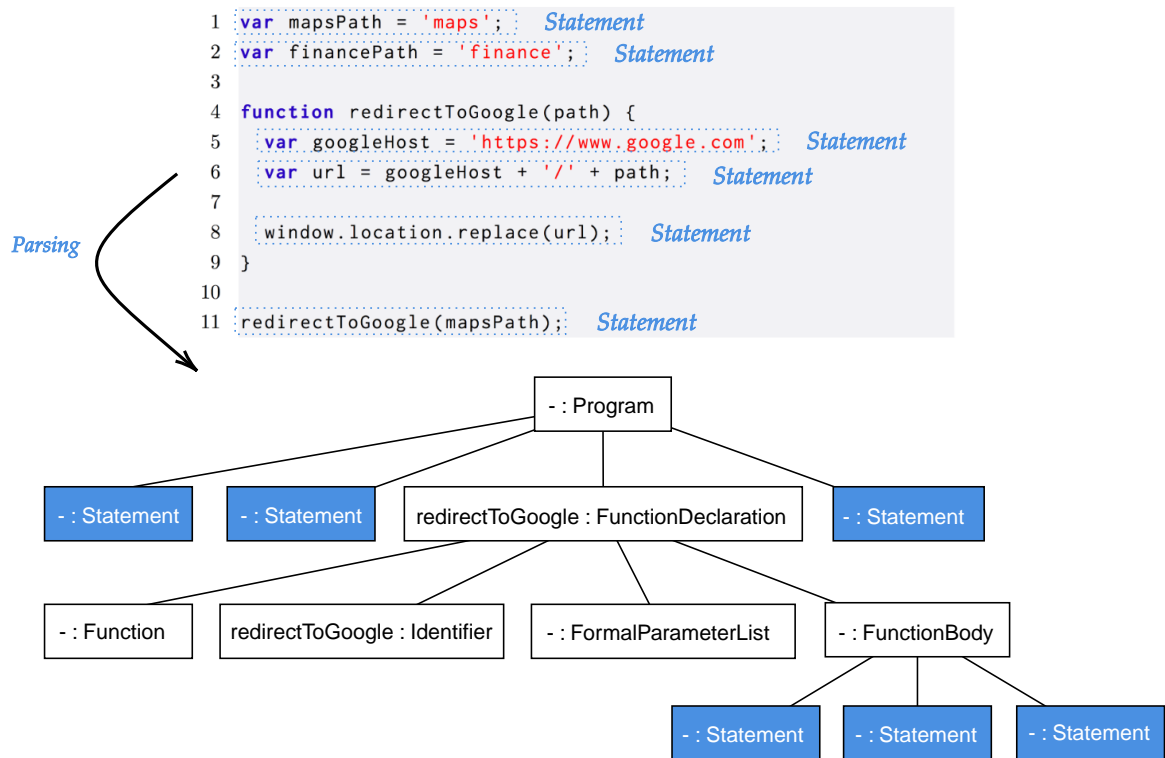 1 var mapsPath = 'maps'; Statement
2 var financePath = 'finance'; Statement
3
4 function redirectToGoogle(path) {
5 var googleHost = 'https://www.google.com'; Statement
6 var url = googleHost + '/' + path; Statement
7
8 window.location.replace(url); Statement
Parsing
9 }
10
11 redirectToGoogle(mapsPath); Statement
- : Program
- : Statement
- : Statement
redirectToGoogle : FunctionDeclaration
- : Statement
- : Function
redirectToGoogle : Identifier
- : FormalParameterList
- : FunctionBody
- : Statement
- : Statement
- : Statement